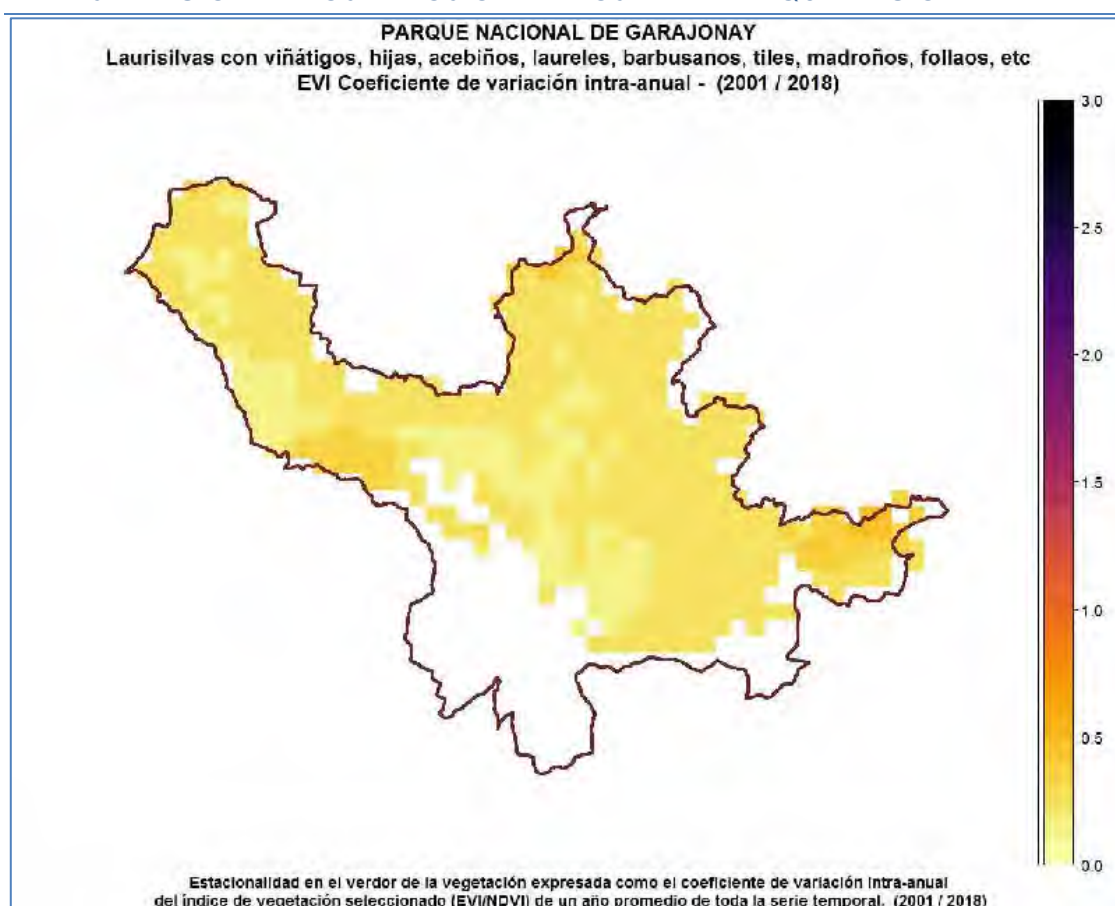 PARQUE NACIONAL DE GARAJONAY
Laurisilvas con viñátigos, hijas, acebiños, laureles, barbusanos, tiles, madroños, follaos, etc
EVI Coeficiente de variación intra-anual - (2001 / 2018)
3.0
2.5
2.0
1.5
1.0
0.5
0.0
Estacionalidad en el verdor de la vegetación expresada como el coeficiente de variación intra-anual
del índice de vegetación seleccionado (EVI/NDVI) de un año promedio de toda la serie temporal. (2001 / 2018)